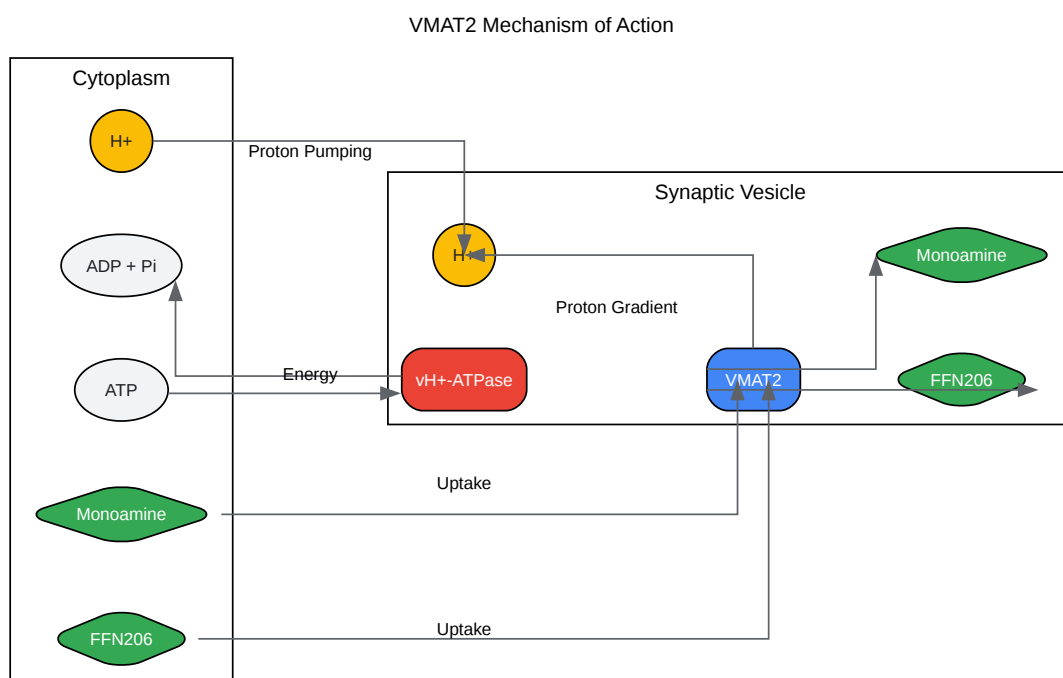 VMAT2 Mechanism of Action
Cytoplasm
H+
Proton Pumping
Synaptic Vesicle
H+
Monoamine
ADP + Pi
Proton Gradient
Energy
vH+-ATPase
VMAT2
FFN206
ATP
Uptake
Monoamine
Uptake
FFN206